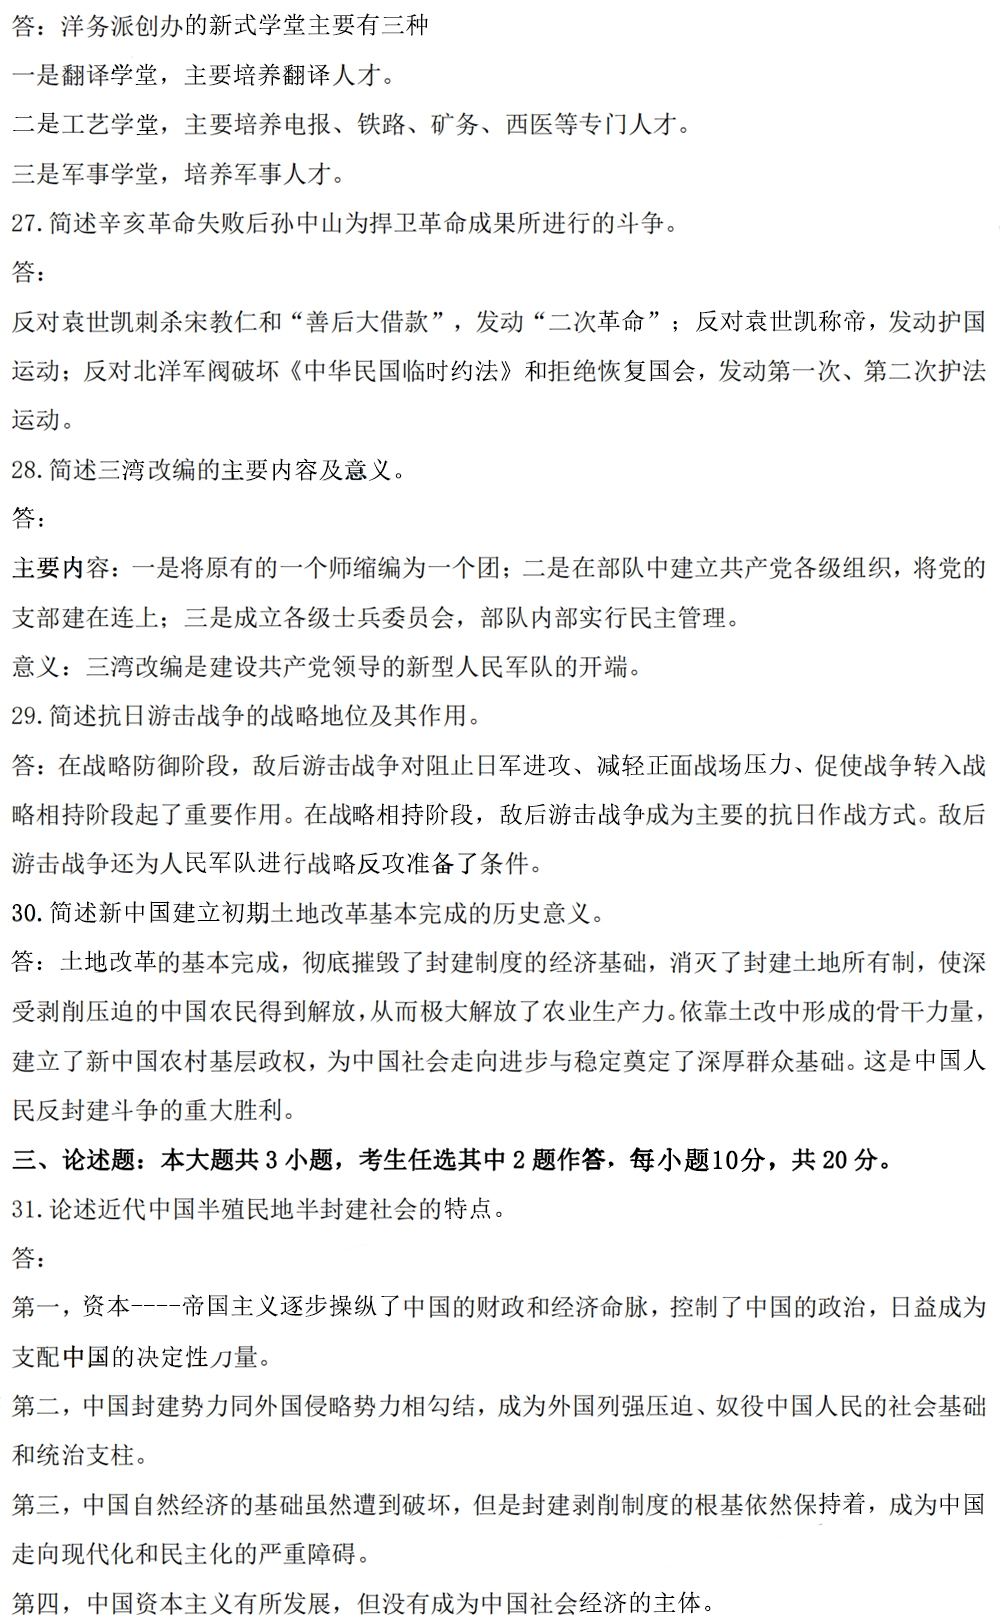 答：洋务派创办的新式学堂主要有三种
一是翻译学堂，主要培养翻译人才。
二是工艺学堂，主要培养电报、铁路、矿务、西医等专门人才。
三是军事学堂，培养军事人才。
27.简述辛亥革命失败后孙中山为捍卫革命成果所进行的斗争。
答：
反对袁世凯刺杀宋教仁和“善后大借款”，发动“二次革命”；反对袁世凯称帝，发动护国
运动；反对北洋军阀破坏《中华民国临时约法》和拒绝恢复国会，发动第一次、第二次护法
运动。
28.简述三湾改编的主要内容及意义。
答：
主要内容：一是将原有的一个师缩编为一个团；二是在部队中建立共产党各级组织，将党的
支部建在连上；三是成立各级士兵委员会，部队内部实行民主管理。
意义：三湾改编是建设共产党领导的新型人民军队的开端。
29.简述抗日游击战争的战略地位及其作用。
答：在战略防御阶段，敌后游击战争对阻止日军进攻、减轻正面战场压力、促使战争转入战
略相持阶段起了重要作用。在战略相持阶段，敌后游击战争成为主要的抗日作战方式。敌后
游击战争还为人民军队进行战略反攻准备了条件。
30.简述新中国建立初期土地改革基本完成的历史意义。
答：土地改革的基本完成，彻底摧毁了封建制度的经济基础，消灭了封建土地所有制，使深
受剥削压迫的中国农民得到解放，从而极大解放了农业生产力。依靠土改中形成的骨干力量，
建立了新中国农村基层政权，为中国社会走向进步与稳定奠定了深厚群众基础。这是中国人
民反封建斗争的重大胜利。
三、论述题：本大题共3小题，考生任选其中2题作答，每小题10分，共20分。
31.论述近代中国半殖民地半封建社会的特点。
答：
第一，资本----帝国主义逐步操纵了中国的财政和经济命脉，控制了中国的政治，日益成为
支配中国的决定性刀量。
第二，中国封建势力同外国侵略势力相勾结，成为外国列强压迫、奴役中国人民的社会基础
和统治支柱。
第三，中国自然经济的基础虽然遭到破坏，但是封建剥削制度的根基依然保持着，成为中国
走向现代化和民主化的严重障碍。
第四，中国资本主义有所发展，但没有成为中国社会经济的主体。